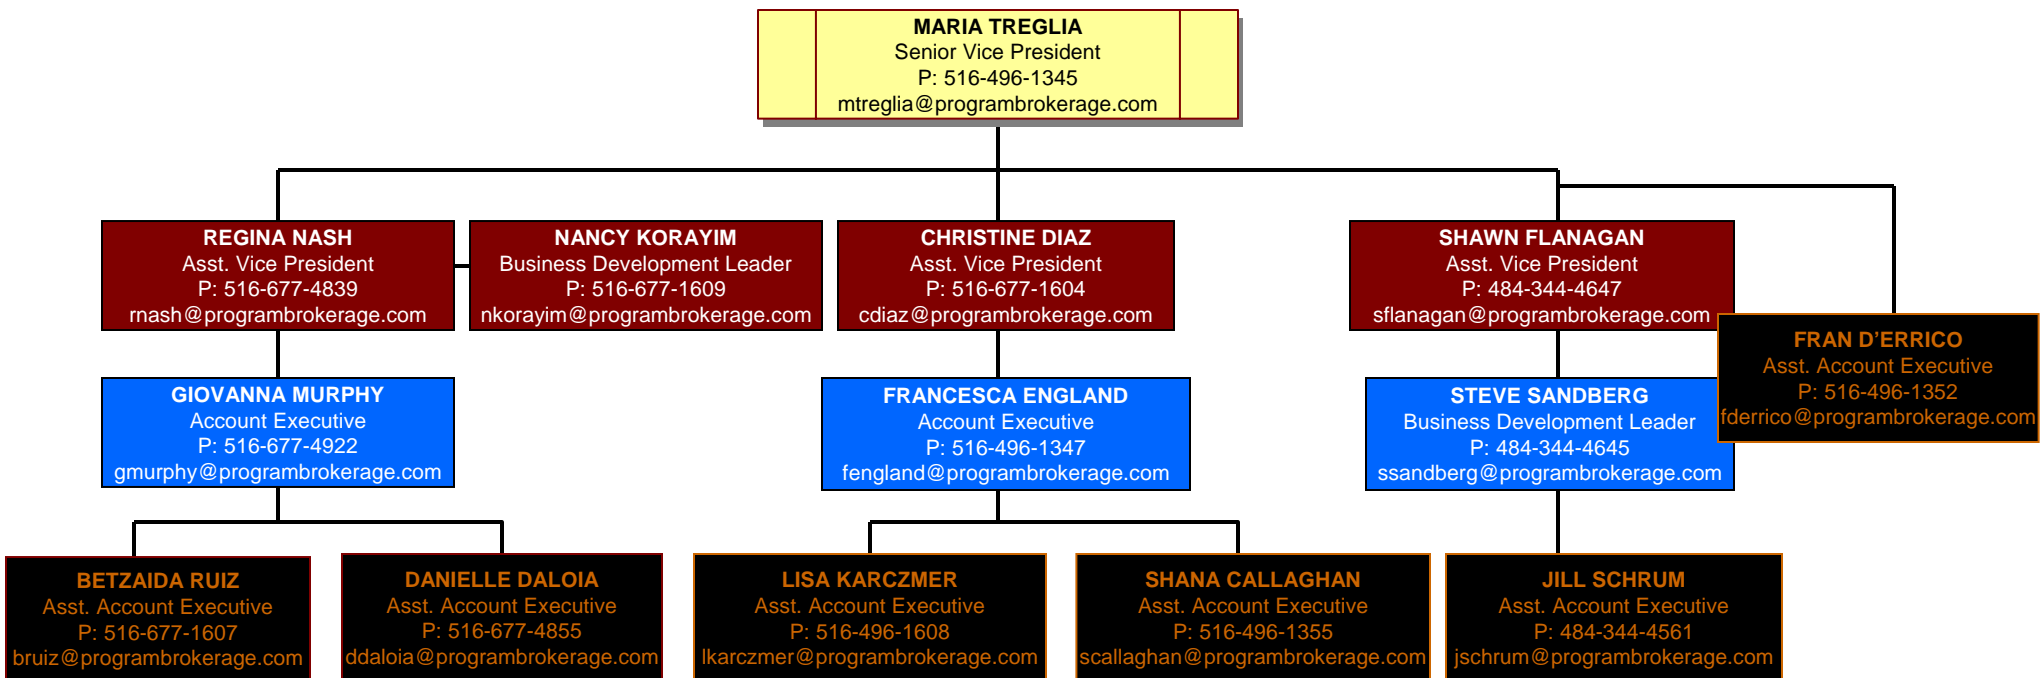 MARIA TREGLIA
Senior Vice President
P: 516-496-1345
mtreglia@programbrokerage.com
REGINA NASH
Asst. Vice President
P: 516-677-4839
rnash@programbrokerage.com
NANCY KORAYIM
Business Development Leader
P: 516-677-1609
nkorayim@programbrokerage.com
CHRISTINE DIAZ
Asst. Vice President
P: 516-677-1604
cdiaz@programbrokerage.com
SHAWN FLANAGAN
Asst. Vice President
P: 484-344-4647
sflanagan@programbrokerage.com
FRAN D’ERRICO
Asst. Account Executive
P: 516-496-1352
fderrico@programbrokerage.com
GIOVANNA MURPHY
Account Executive
P: 516-677-4922
gmurphy@programbrokerage.com
FRANCESCA ENGLAND
Account Executive
P: 516-496-1347
fengland@programbrokerage.com
STEVE SANDBERG
Business Development Leader
P: 484-344-4645
ssandberg@programbrokerage.com
BETZAIDA RUIZ
Asst. Account Executive
P: 516-677-1607
bruiz@programbrokerage.com
DANIELLE DALOIA
Asst. Account Executive
P: 516-677-4855
ddaloia@programbrokerage.com
LISA KARCZMER
Asst. Account Executive
P: 516-496-1608
lkarczmer@programbrokerage.com
SHANA CALLAGHAN
Asst. Account Executive
P: 516-496-1355
scallaghan@programbrokerage.com
JILL SCHRUM
Asst. Account Executive
P: 484-344-4561
jschrum@programbrokerage.com